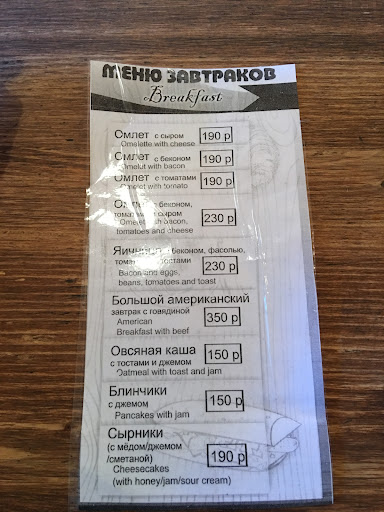 МЕНЮ ЗАВТРАКОВ
Breakfast
Омлет с сыром 190 р
Omelette with cheese
Омлет с беконом 190 р
Omelut with bacon
Омлет с томатами 190 р
Omelet with tomato
с беконом,
сыром 230 р
Omelet with bacon,
tomatoes and cheese
Яичница с беконом, фасолью,
тостами 230 р
Bacon and eggs,
beans, tomatoes and toast
Большой американский
завтрак с говядиной 350 р
American
Breakfast with beef
Овсяная каша 150 р
с тостами и джемом
Oatmeal with toast and jam
Блинчики 150 р
с джемом
Pancakes with jam
Сырники
(с мёдом/джемом
/сметаной) 190 р
Cheesecakes
(with honey/jam/sour cream)